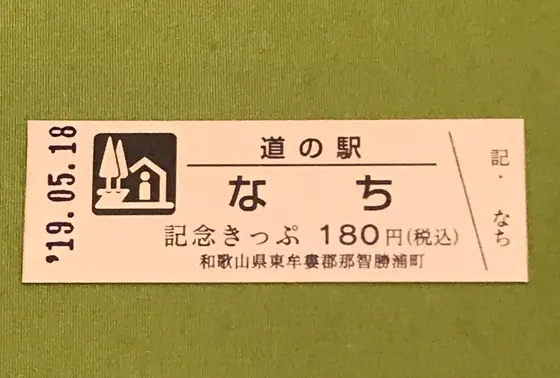 '19.05.18
道の駅
なち
記念きっぷ 180円(税込)
和歌山県東牟婁郡那智勝浦町
記・なち